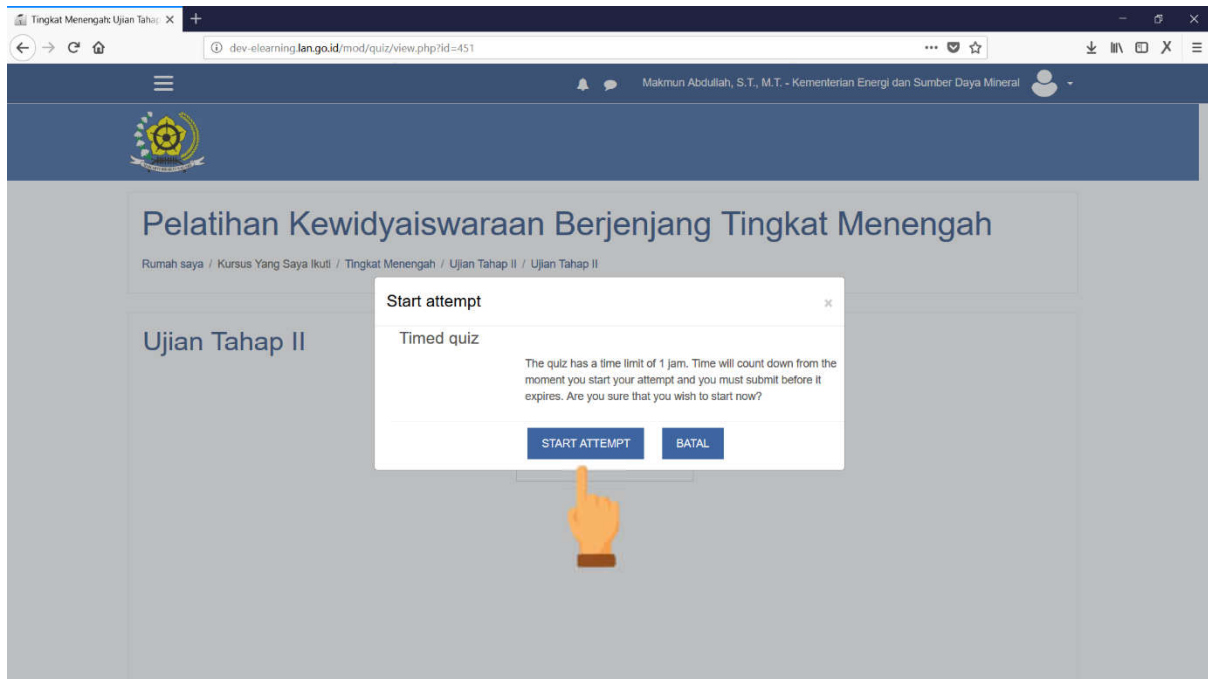 Tingkat Menengah: Ujian Tahap
dev-elearning.lan.go.id/mod/quiz/view.php?id=451
Makmun Abdullah, S.T., M.T. - Kementerian Energi dan Sumber Daya Mineral
Pelatihan Kewidyaiswaraan Berjenjang Tingkat Menengah
Rumah saya / Kursus Yang Saya Ikuti / Tingkat Menengah / Ujian Tahap II / Ujian Tahap II
Start attempt
Ujian Tahap II
Timed quiz
The quiz has a time limit of 1 jam. Time will count down from the
moment you start your attempt and you must submit before it
expires. Are you sure that you wish to start now?
START ATTEMPT BATAL